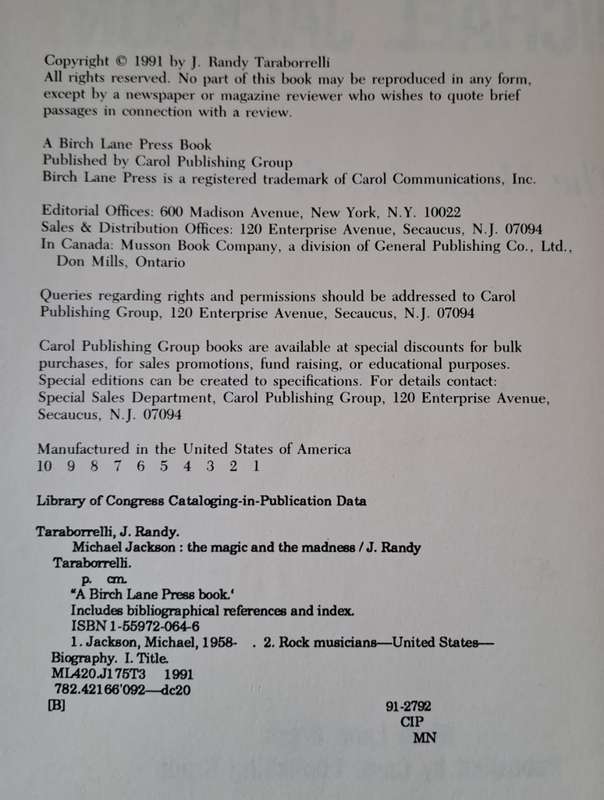 Copyright © 1991 by J. Randy Taraborrelli
All rights reserved. No part of this book may be reproduced in any form,
except by a newspaper or magazine reviewer who wishes to quote brief
passages in connection with a review.
A Birch Lane Press Book
Published by Carol Publishing Group
Birch Lane Press is a registered trademark of Carol Communications, Inc.
Editorial Offices: 600 Madison Avenue, New York, N.Y. 10022
Sales & Distribution Offices: 120 Enterprise Avenue, Secaucus, N.J. 07094
In Canada: Musson Book Company, a division of General Publishing Co., Ltd.,
Don Mills, Ontario
Queries regarding rights and permissions should be addressed to Carol
Publishing Group, 120 Enterprise Avenue, Secaucus, N.J. 07094
Carol Publishing Group books are available at special discounts for bulk
purchases, for sales promotions, fund raising, or educational purposes.
Special editions can be created to specifications. For details contact:
Special Sales Department, Carol Publishing Group, 120 Enterprise Avenue,
Secaucus, N.J. 07094
Manufactured in the United States of America
10 9 8 7 6 5 4 3 2 1
Library of Congress Cataloging-in-Publication Data
Taraborrelli, J. Randy.
Michael Jackson : the magic and the madness / J. Randy
Taraborrelli.
p. cm.
"A Birch Lane Press book.'
Includes bibliographical references and index.
ISBN 1-55972-064-6
1. Jackson, Michael, 1958- . 2. Rock musicians—United States—
Biography. I. Title.
ML420.J175T3 1991
782.42166'092—dc20
[B] 91-2792
CIP
MN